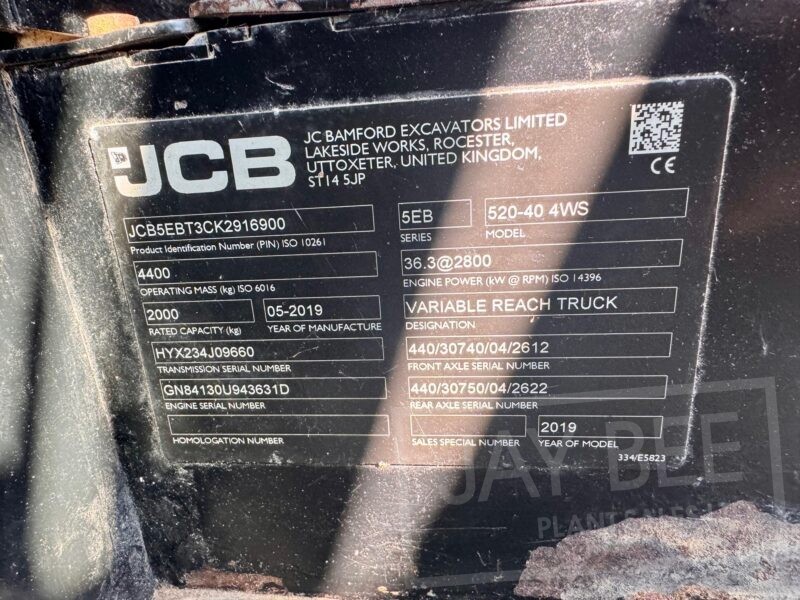 JCB
JC BAMFORD EXCAVATORS LIMITED
LAKESIDE WORKS, ROCESTER,
UTTOXETER, UNITED KINGDOM,
ST14 5JP
CE
JCB5EBT3CK2916900
Product Identification Number (PIN) ISO 10261
5EB
SERIES
520-40 4WS
MODEL
4400
OPERATING MASS (kg) ISO 6016
36.3@2800
ENGINE POWER (kW @ RPM) ISO 14396
2000
RATED CAPACITY (kg)
05-2019
YEAR OF MANUFACTURE
VARIABLE REACH TRUCK
DESIGNATION
HYX234J09660
TRANSMISSION SERIAL NUMBER
440/30740/04/2612
FRONT AXLE SERIAL NUMBER
GN84130U943631D
ENGINE SERIAL NUMBER
440/30750/04/2622
REAR AXLE SERIAL NUMBER
HOMOLOGATION NUMBER
SALES SPECIAL NUMBER
2019
YEAR OF MODEL
334/E5823
JAY BEE
PLANT SALES